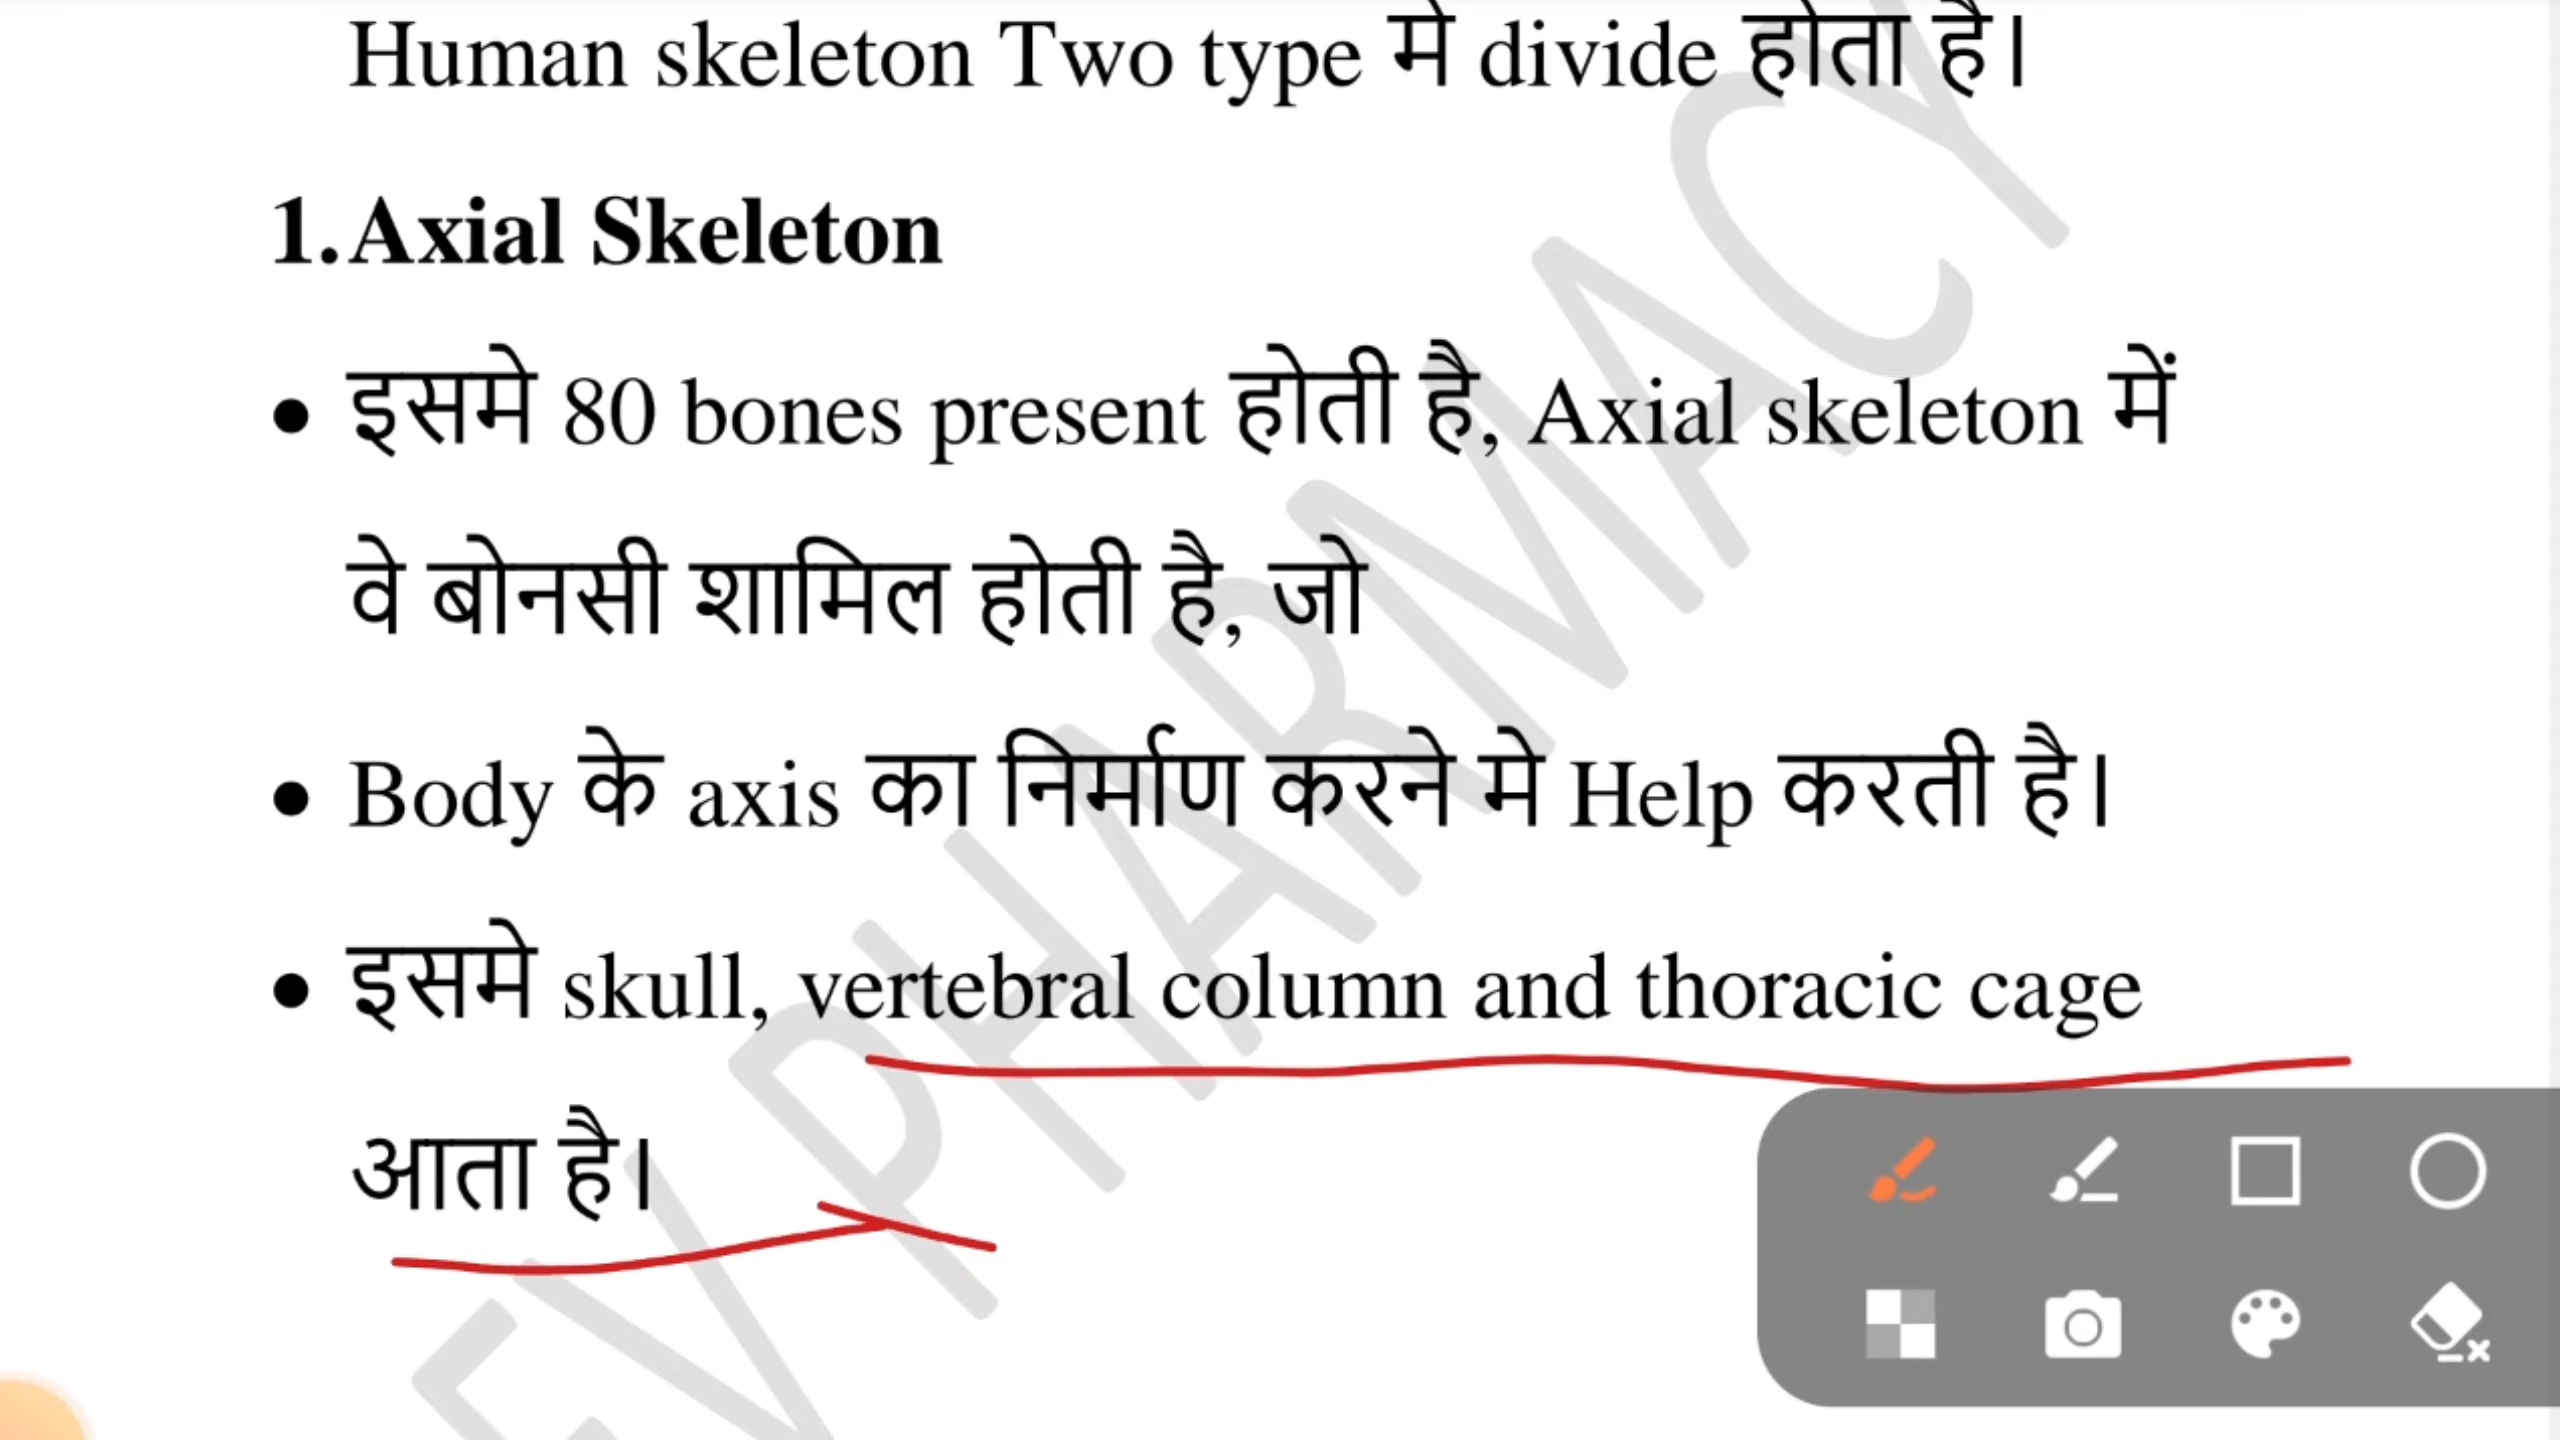 Human skeleton Two type मे divide होता है।
1. Axial Skeleton
• इसमे 80 bones present होती है, Axial skeleton में
वे बोनसी शामिल होती है, जो
• Body के axis का निर्माण करने मे Help करती है।
• इसमे skull, vertebral column and thoracic cage
आता है।
PHARMACY